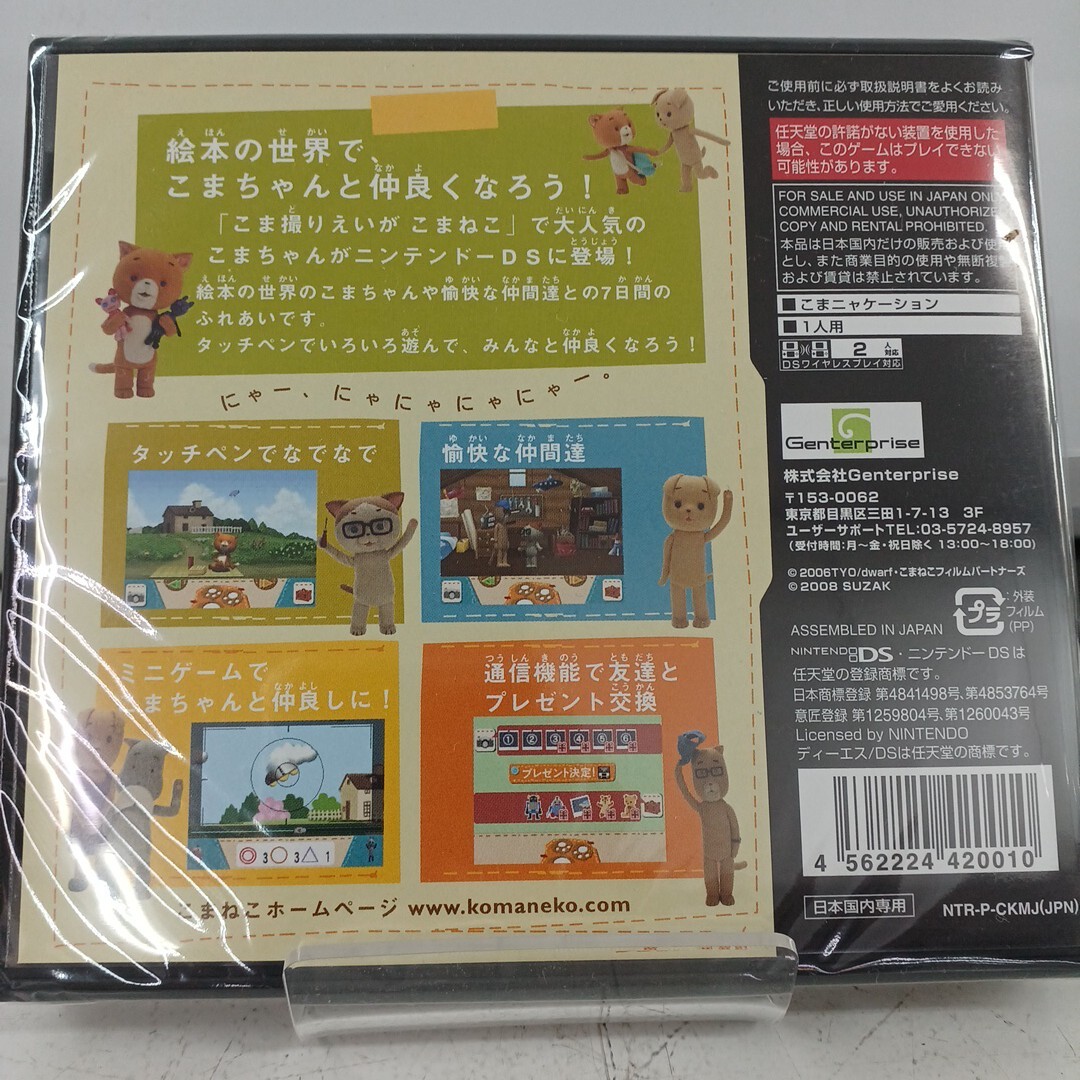 絵本の世界で、
こまちゃんと仲良くなろう！
「こま撮りえいが こまねこ」で大人気の
こまちゃんがニンテンドーDSに登場！
絵本の世界のこまちゃんや愉快な仲間達との7日間の
ふれあいです。
タッチペンでいろいろ遊んで、みんなと仲良くなろう！
にゃー、にゃにゃにゃにゃー。
タッチペンでなでなで
愉快な仲間達
ミニゲームで
こまちゃんと仲良しに！
3 3 1
通信機能で友達と
プレゼント交換
1 2 3 4 5 6
プレゼント決定！
こまねこホームページ www.komaneko.com
ご使用前に必ず取扱説明書をよくお読み
いただき、正しい使用方法でご愛用ください。
任天堂の許諾がない装置を使用した
場合、このゲームはプレイできない
可能性があります。
FOR SALE AND USE IN JAPAN ONLY
COMMERCIAL USE, UNAUTHORIZE
COPY AND RENTAL PROHIBITED.
本品は日本国内だけの販売および使用
とし、また商業目的の使用や無断複製
および賃貸は禁止されています。
■こまニャケーション
■1人用
2人対応
DSワイヤレスプレイ対応
Genterprise
株式会社Genterprise
〒153-0062
東京都目黒区三田1-7-13 3F
ユーザーサポートTEL:03-5724-8957
(受付時間:月〜金・祝日除く 13:00〜18:00)
©2006TYO/dwarf・こまねこフィルムパートナーズ
©2008 SUZAK
プラ
:外装
フィルム
(PP)
ASSEMBLED IN JAPAN
NINTENDO DS・ニンテンドーDSは
任天堂の登録商標です。
日本商標登録 第4841498号、第4853764号
意匠登録 第1259804号、第1260043号
Licensed by NINTENDO
ディーエス/DSは任天堂の商標です。
4 562224 420010
日本国内専用
NTR-P-CKMJ(JPN)